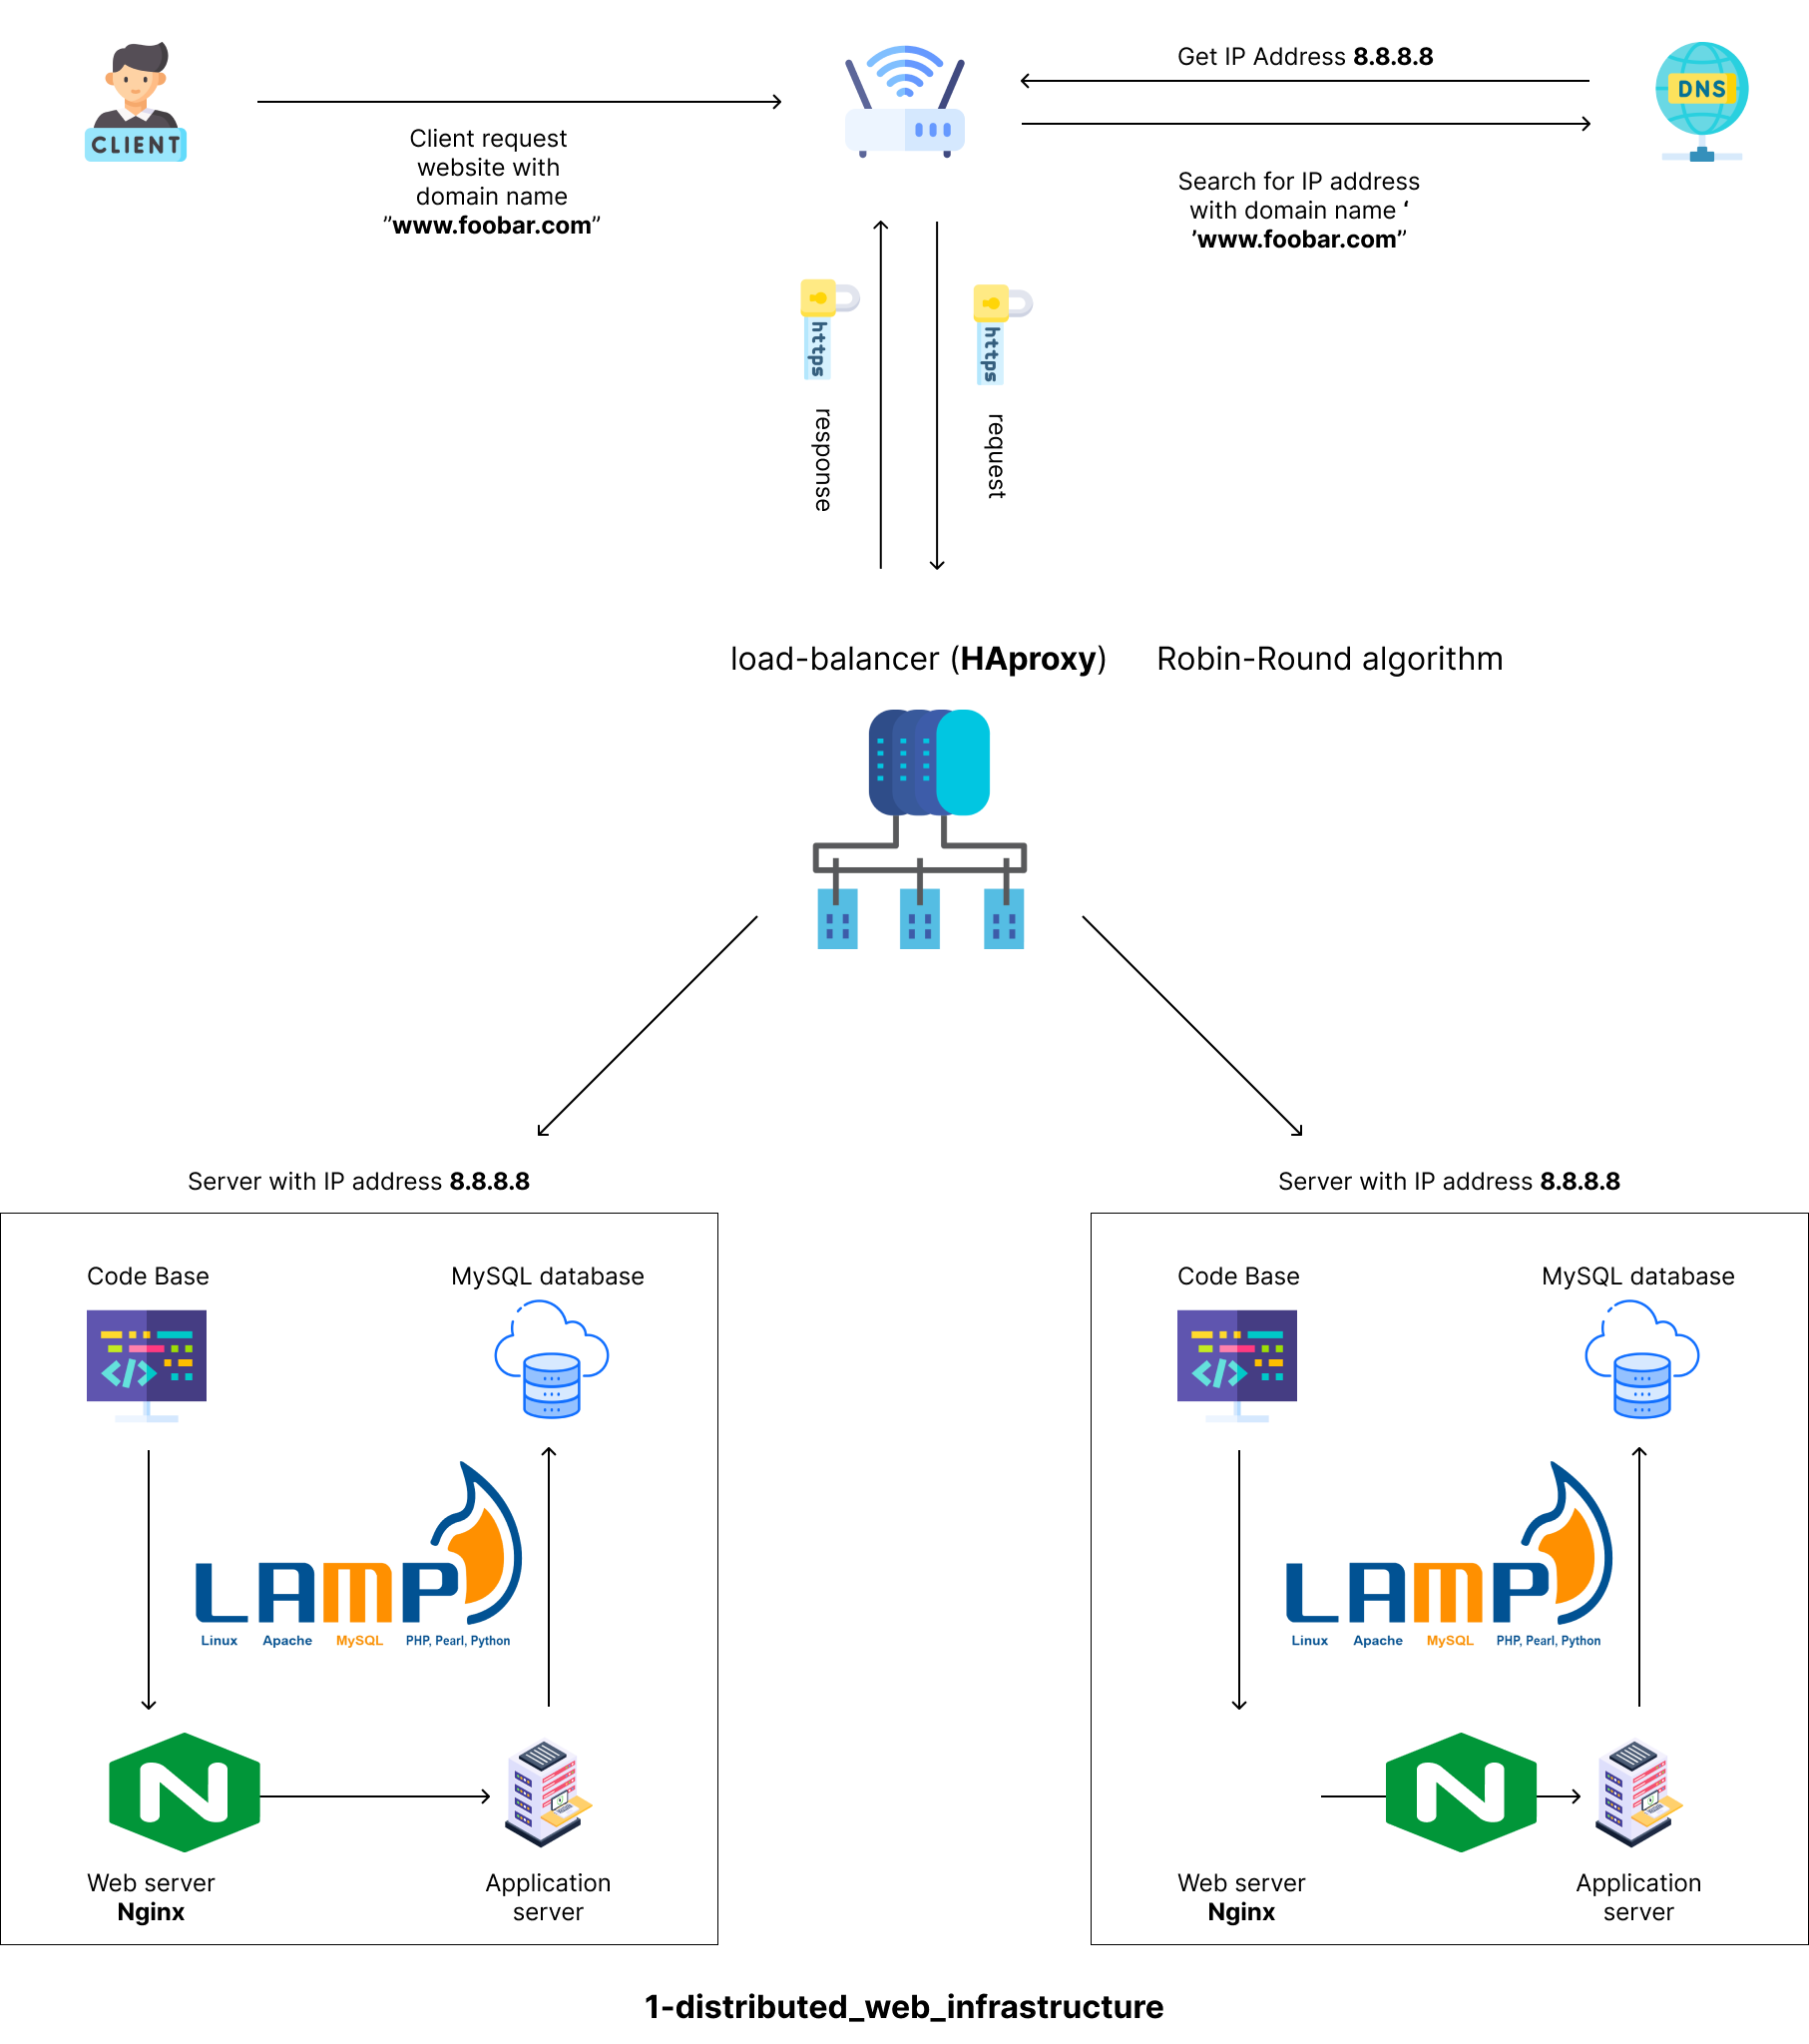 CLIENT
Client request
website with
domain name
”www.foobar.com”
Get IP Address 8.8.8.8
DNS
Search for IP address
with domain name ‘
’www.foobar.com”
https
response
https
request
load-balancer (HAproxy)
Robin-Round algorithm
Server with IP address 8.8.8.8
Code Base
MySQL database
LAMP
Linux Apache MySQL PHP, Pearl, Python
N
Web server
Nginx
Application
server
Server with IP address 8.8.8.8
Code Base
MySQL database
LAMP
Linux Apache MySQL PHP, Pearl, Python
N
Web server
Nginx
Application
server
1-distributed_web_infrastructure